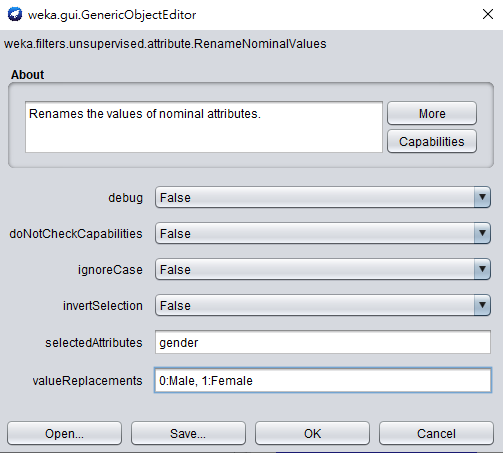 weka.gui.GenericObjectEditor
weka.filters.unsupervised.attribute.RenameNominalValues
About
Renames the values of nominal attributes.
More
Capabilities
debug False
doNotCheckCapabilities False
ignoreCase False
invertSelection False
selectedAttributes gender
valueReplacements 0:Male, 1:Female
Open... Save... OK Cancel